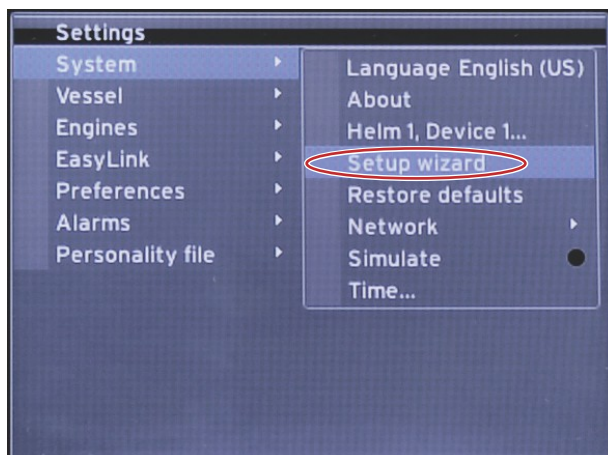 Settings
System
Vessel
Engines
EasyLink
Preferences
Alarms
Personality file
Language English (US)
About
Helm 1, Device 1...
Setup wizard
Restore defaults
Network
Simulate
Time...